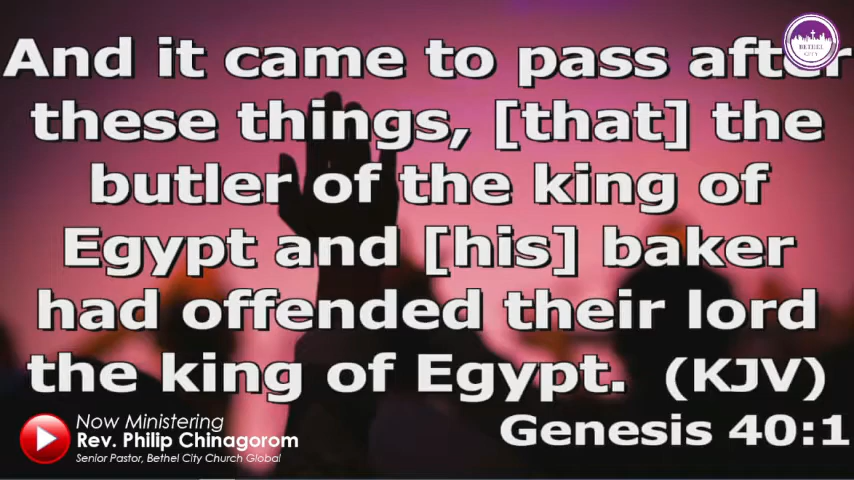 And it came to pass after
these things, [that] the
butler of the king of
Egypt and [his] baker
had offended their lord
the king of Egypt. (KJV)
Genesis 40:1
BETHEL
CITY
Now Ministering
Rev. Philip Chinagorom
Senior Pastor, Bethel City Church Global